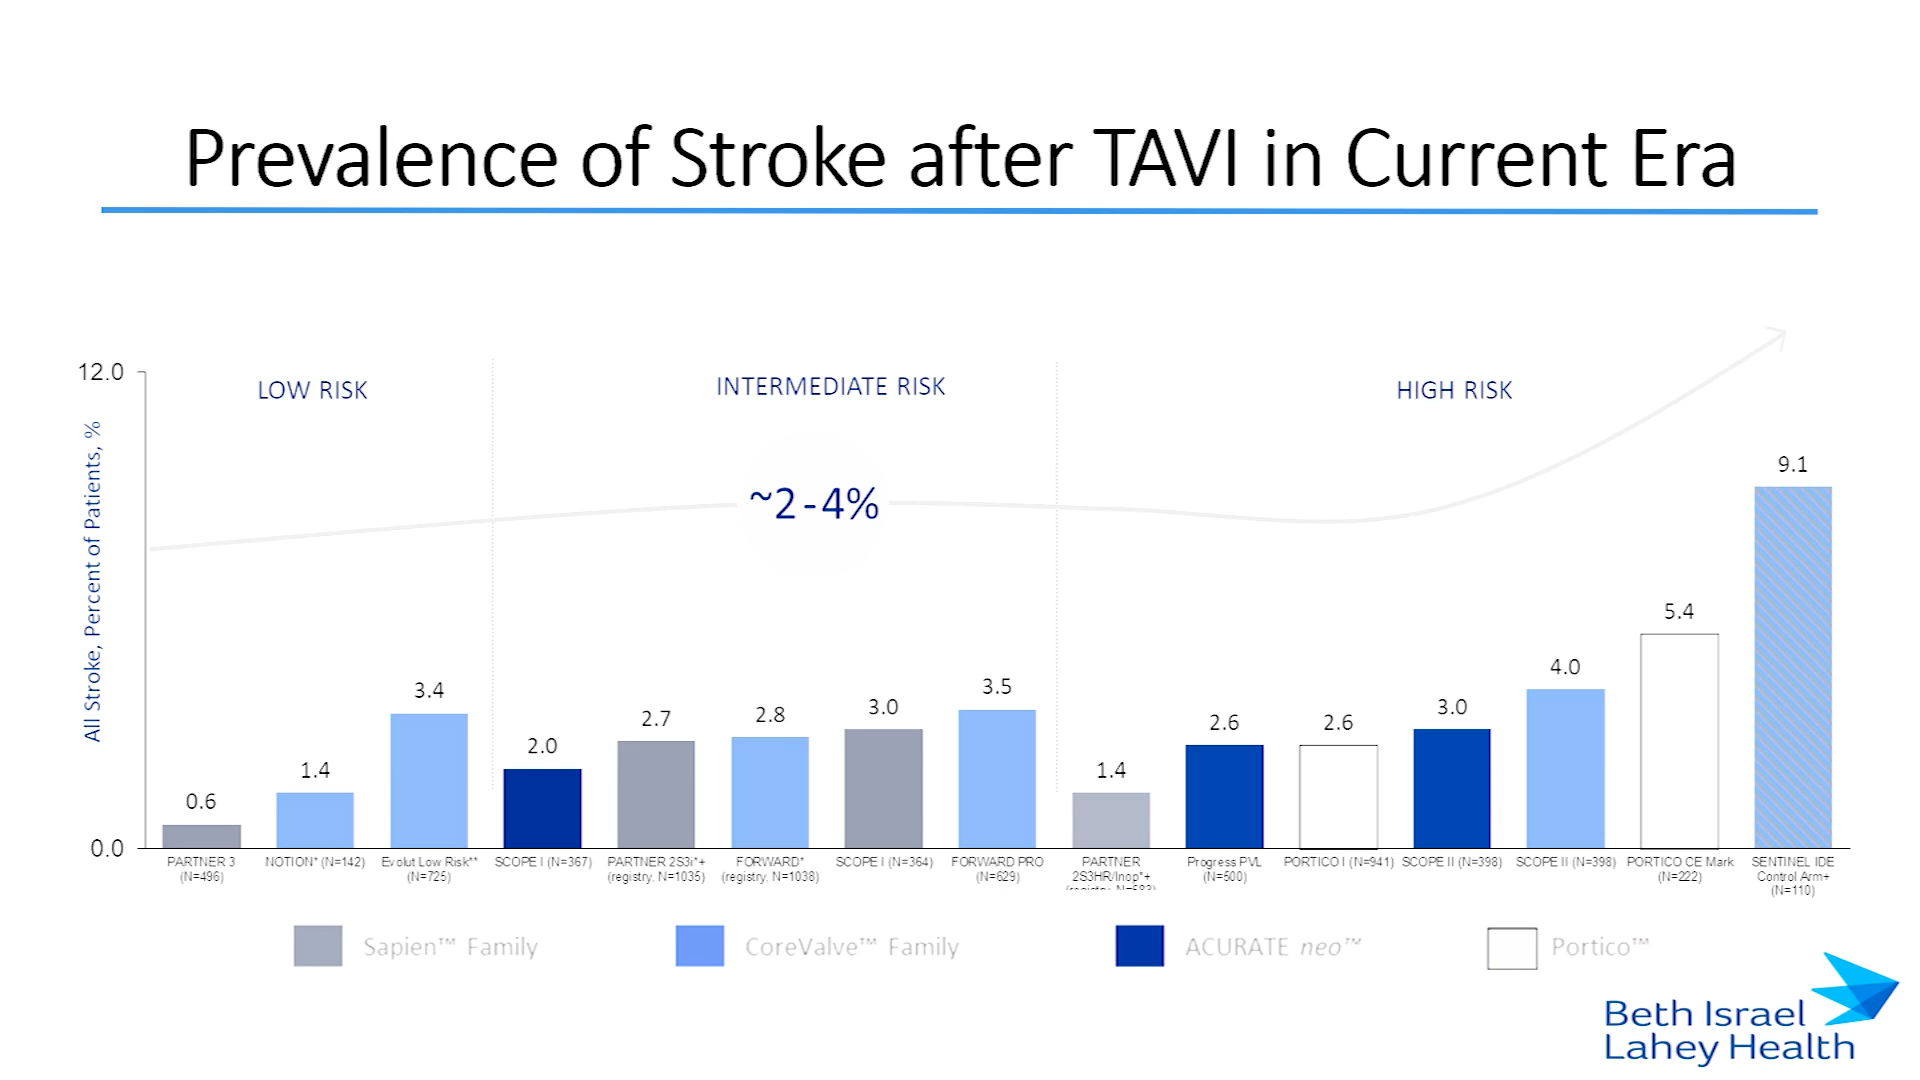 Prevalence of Stroke after TAVI in Current Era
12.0
LOW RISK
INTERMEDIATE RISK
HIGH RISK
All Stroke, Percent of Patients, %
~2-4%
0.6
1.4
3.4
2.0
2.7
2.8
3.0
3.5
1.4
2.6
2.6
3.0
4.0
5.4
9.1
0.0
PARTNER 3
(N=496)
NOTION* (N=142)
Evolut Low Risk**
(N=725)
SCOPE I (N=367)
PARTNER 2S3i*+
(registry. N=1035)
FORWARD*
(registry. N=1038)
SCOPE I (N=364)
FORWARD PRO
(N=629)
PARTNER
2S3HR/Inop*+
(registry. N=583)
Progress PVL
(N=500)
PORTICO I (N=941)
SCOPE II (N=398)
SCOPE II (N=398)
PORTICO CE Mark
(N=222)
SENTINEL IDE
Control Arm+
(N=110)
Sapien™ Family
CoreValve™ Family
ACURATE neo™
Portico™
Beth Israel
Lahey Health